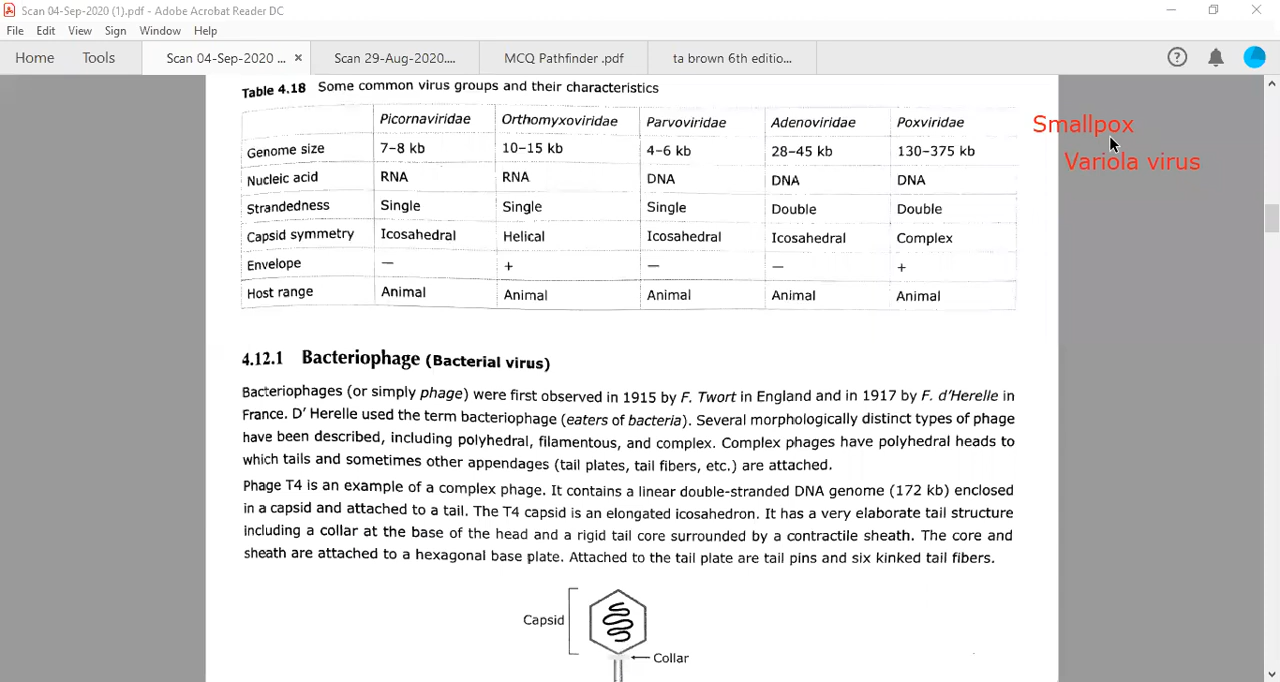 Scan 04-Sep-2020 (1).pdf - Adobe Acrobat Reader DC
File Edit View Sign Window Help
Home Tools Scan 04-Sep-2020 ... × Scan 29-Aug-2020.... MCQ Pathfinder .pdf ta brown 6th editio...
Table 4.18 Some common virus groups and their characteristics
Picornaviridae Orthomyxoviridae Parvoviridae Adenoviridae Poxviridae
Genome size 7–8 kb 10–15 kb 4–6 kb 28–45 kb 130–375 kb
Nucleic acid RNA RNA DNA DNA DNA
Strandedness Single Single Single Double Double
Capsid symmetry Icosahedral Helical Icosahedral Icosahedral Complex
Envelope – + – – +
Host range Animal Animal Animal Animal Animal
Smallpox
Variola virus
4.12.1 Bacteriophage (Bacterial virus)
Bacteriophages (or simply phage) were first observed in 1915 by F. Twort in England and in 1917 by F. d'Herelle in
France. D' Herelle used the term bacteriophage (eaters of bacteria). Several morphologically distinct types of phage
have been described, including polyhedral, filamentous, and complex. Complex phages have polyhedral heads to
which tails and sometimes other appendages (tail plates, tail fibers, etc.) are attached.
Phage T4 is an example of a complex phage. It contains a linear double-stranded DNA genome (172 kb) enclosed
in a capsid and attached to a tail. The T4 capsid is an elongated icosahedron. It has a very elaborate tail structure
including a collar at the base of the head and a rigid tail core surrounded by a contractile sheath. The core and
sheath are attached to a hexagonal base plate. Attached to the tail plate are tail pins and six kinked tail fibers.
Capsid
Collar